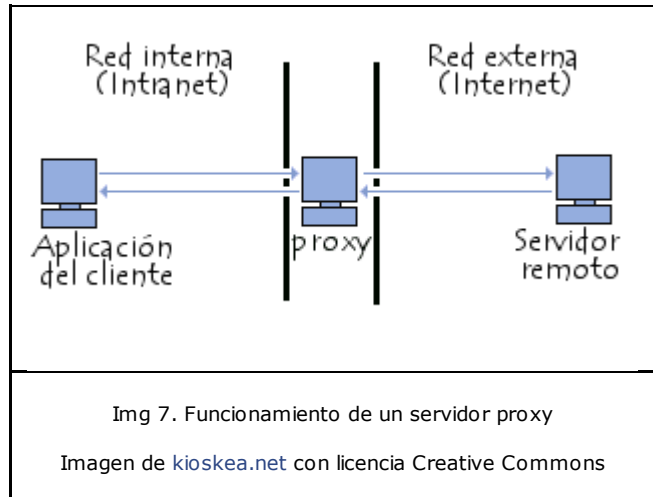 Red interna
(Intranet)
Red externa
(Internet)
Aplicación
del cliente
proxy
Servidor
remoto
Img 7. Funcionamiento de un servidor proxy
Imagen de kioskea.net con licencia Creative Commons